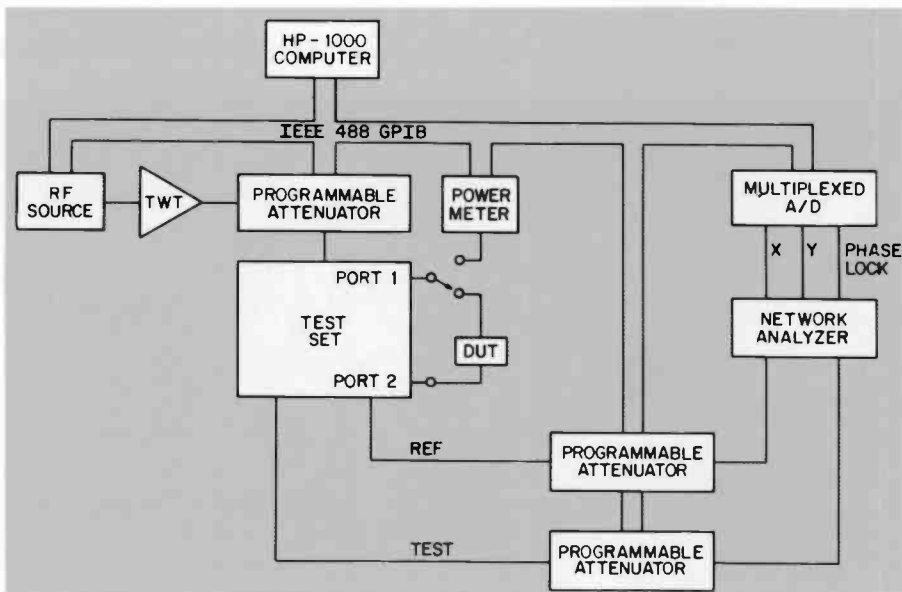 HP-1000
COMPUTER
IEEE 488 GPIB
RF
SOURCE
TWT
PROGRAMMABLE
ATTENUATOR
POWER
METER
MULTIPLEXED
A/D
X
Y
PHASE
LOCK
PORT 1
TEST
SET
DUT
PORT 2
NETWORK
ANALYZER
REF
PROGRAMMABLE
ATTENUATOR
TEST
PROGRAMMABLE
ATTENUATOR